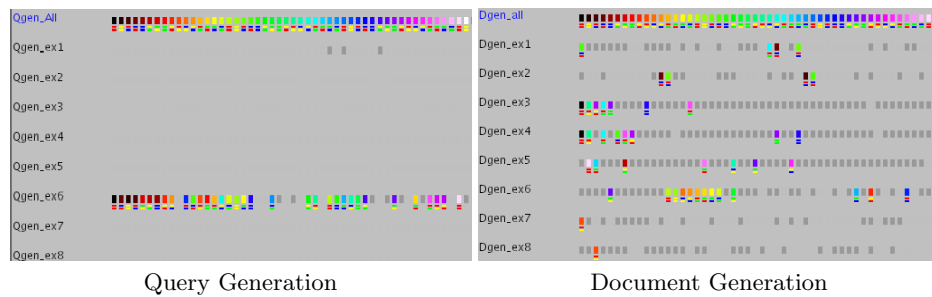 Qgen_All
Qgen_ex1
Qgen_ex2
Qgen_ex3
Qgen_ex4
Qgen_ex5
Qgen_ex6
Qgen_ex7
Qgen_ex8
Query Generation
Dgen_all
Dgen_ex1
Dgen_ex2
Dgen_ex3
Dgen_ex4
Dgen_ex5
Dgen_ex6
Dgen_ex7
Dgen_ex8
Document Generation